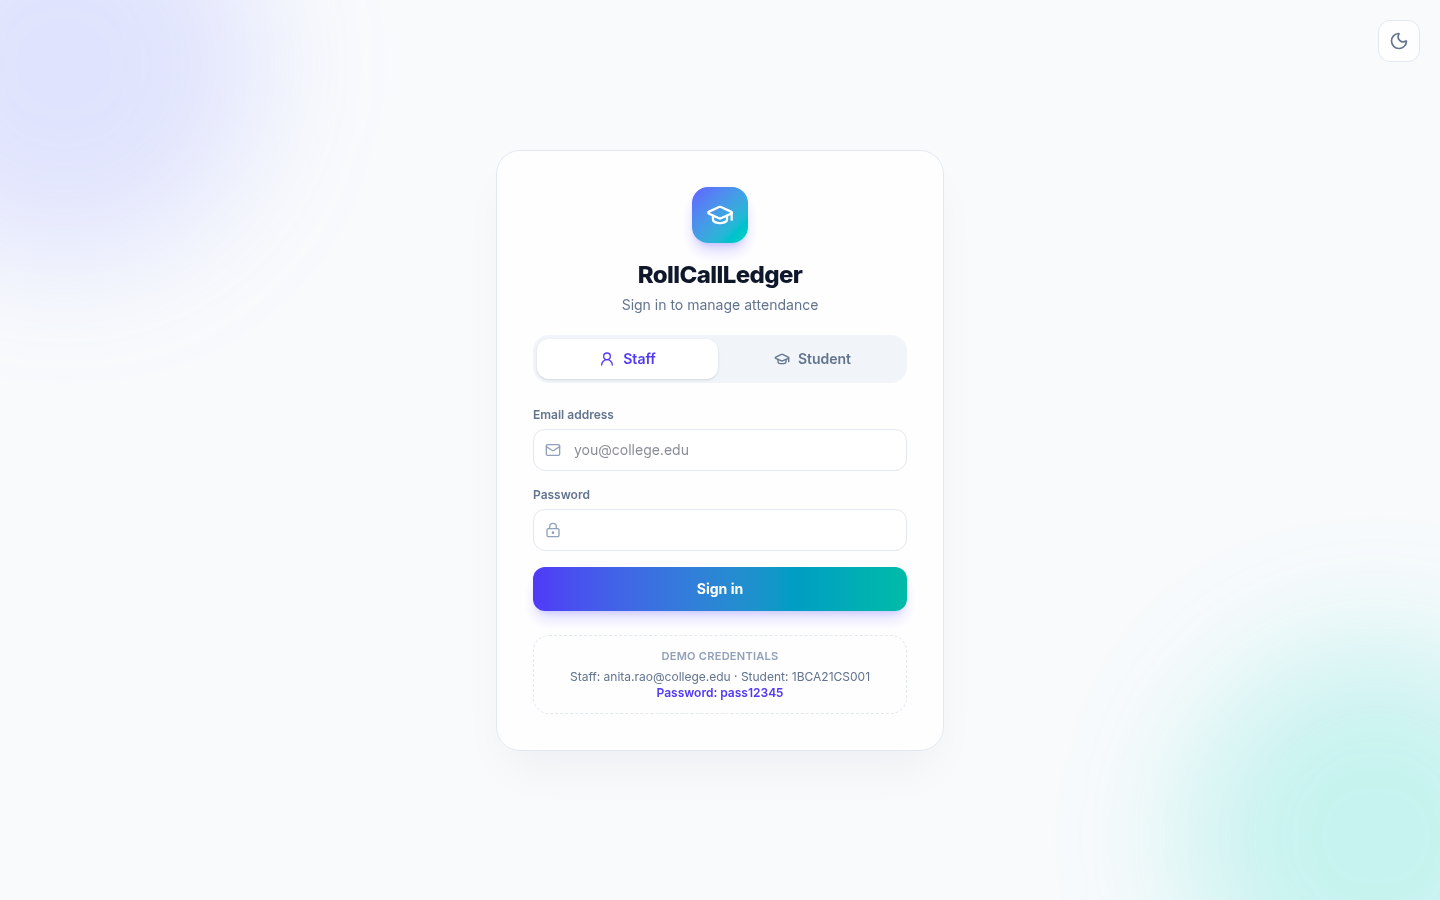 RollCallLedger
Sign in to manage attendance
Staff
Student
Email address
you@college.edu
Password
Sign in
DEMO CREDENTIALS
Staff: anita.rao@college.edu · Student: 1BCA21CS001
Password: pass12345